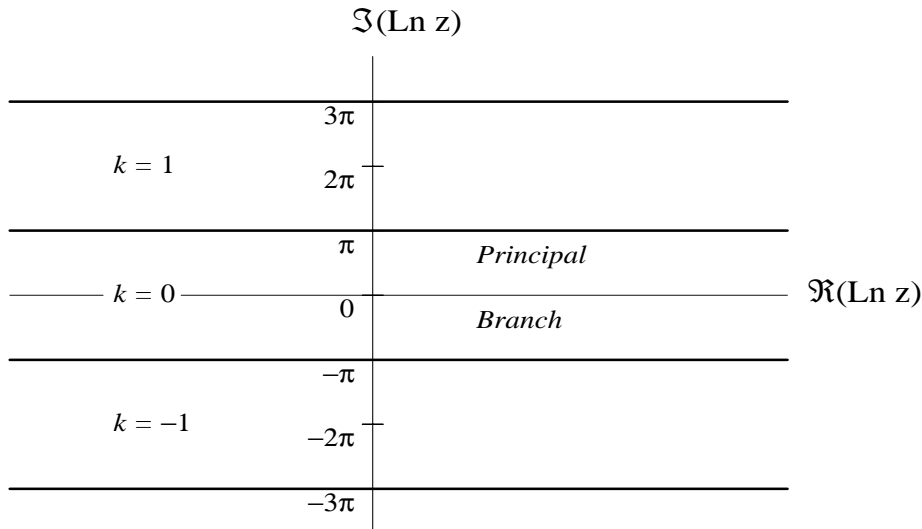 ℑ(Ln z)
3π
k = 1
2π
π
Principal
k = 0
ℜ(Ln z)
0
Branch
−π
k = −1
−2π
−3π